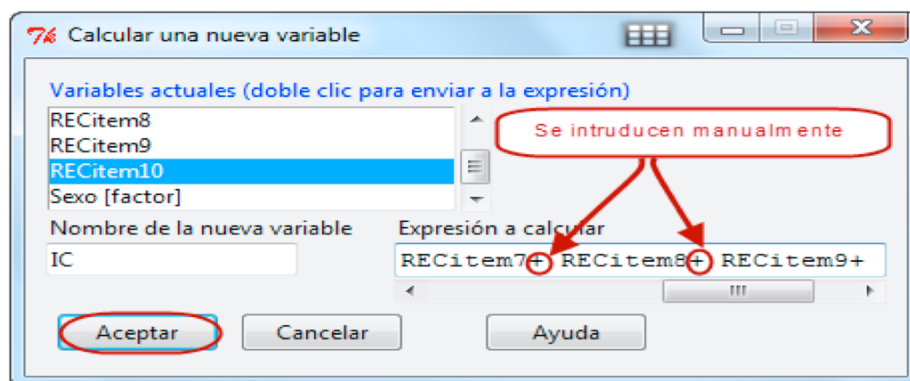 Calcular una nueva variable
Variables actuales (doble clic para enviar a la expresión)
RECitem8
RECitem9
RECitem10
Sexo [factor]
Se intruducen manualmente
Nombre de la nueva variable
Expresión a calcular
IC
RECitem7+ RECitem8+ RECitem9+
Aceptar
Cancelar
Ayuda